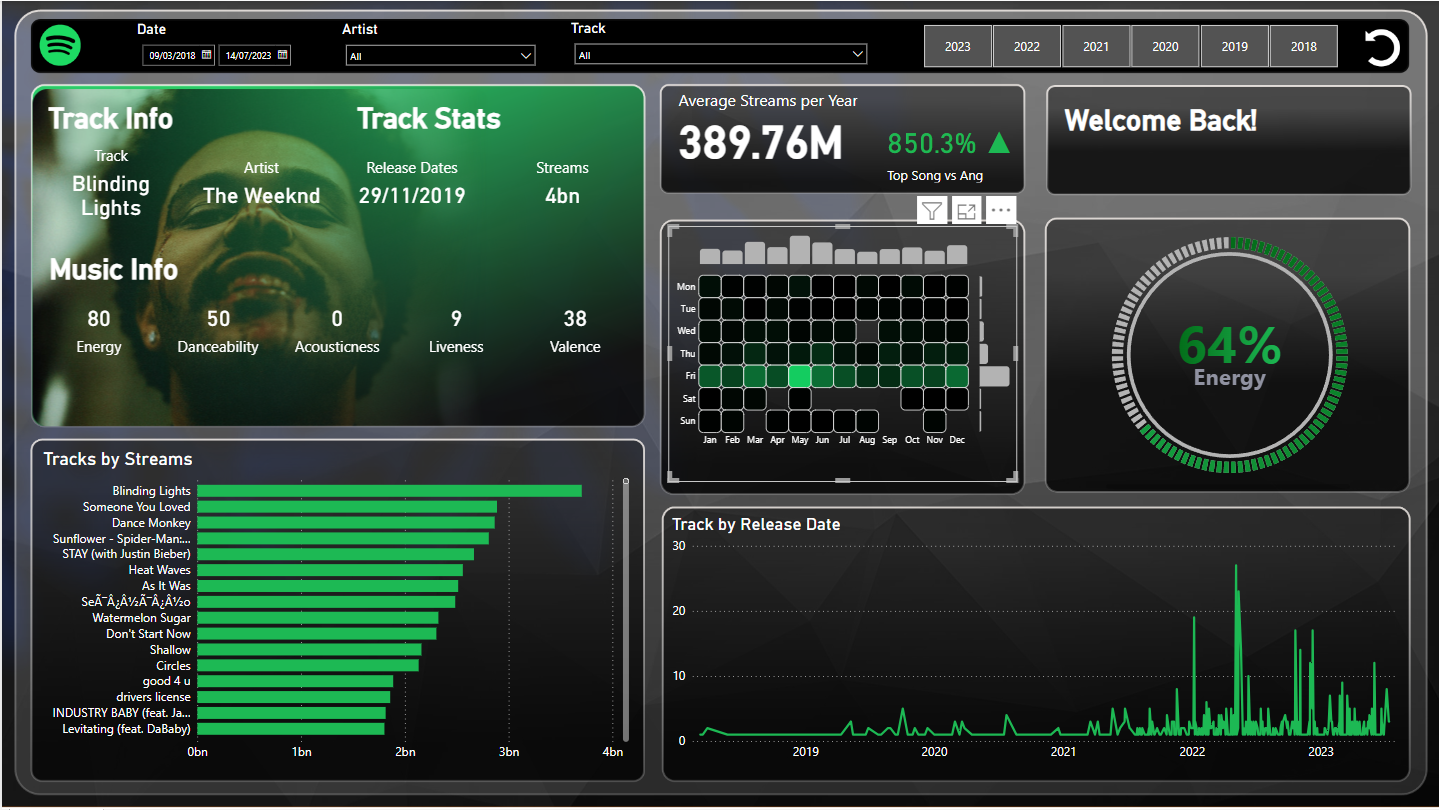 Date
Artist
Track
09/03/2018
14/07/2023
All
All
2023
2022
2021
2020
2019
2018
Track Info
Track Stats
Track
Blinding
Lights
Artist
The Weeknd
Release Dates
29/11/2019
Streams
4bn
Music Info
80
50
0
9
38
Energy
Danceability
Acousticness
Liveness
Valence
Average Streams per Year
389.76M
850.3%
Top Song vs Ang
Welcome Back!
Mon
Tue
Wed
Thu
Fri
Sat
Sun
Jan Feb Mar Apr May Jun Jul Aug Sep Oct Nov Dec
64%
Energy
Tracks by Streams
Blinding Lights
Someone You Loved
Dance Monkey
Sunflower - Spider-Man:...
STAY (with Justin Bieber)
Heat Waves
As It Was
SeÃ¯Â¿Â½Ã¯Â¿Â½o
Watermelon Sugar
Don't Start Now
Shallow
Circles
good 4 u
drivers license
INDUSTRY BABY (feat. Ja...
Levitating (feat. DaBaby)
0bn 1bn 2bn 3bn 4bn
Track by Release Date
30
20
10
0
2019 2020 2021 2022 2023